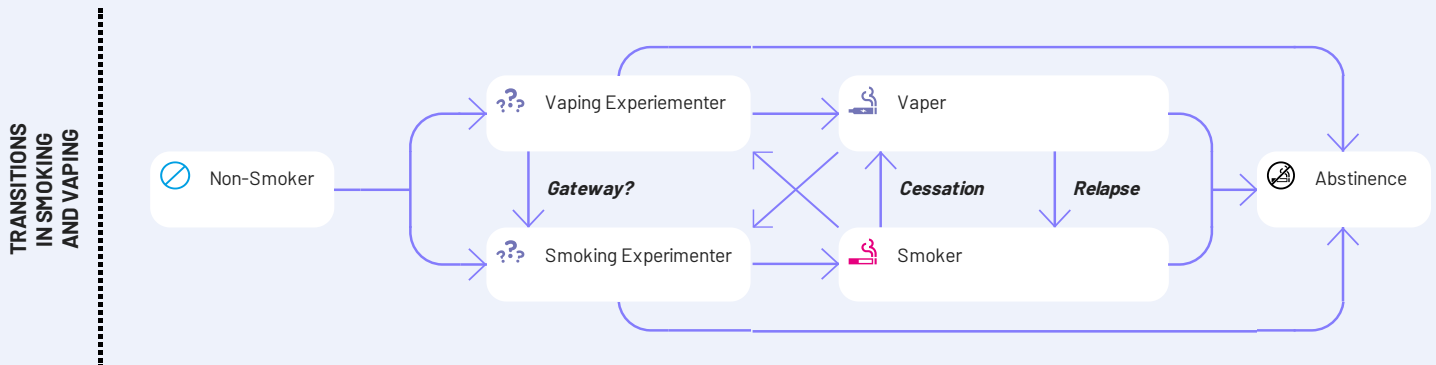 TRANSITIONS
IN SMOKING
AND VAPING
Non-Smoker
Vaping Experiementer
Vaper
Gateway?
Cessation
Relapse
Abstinence
Smoking Experimenter
Smoker